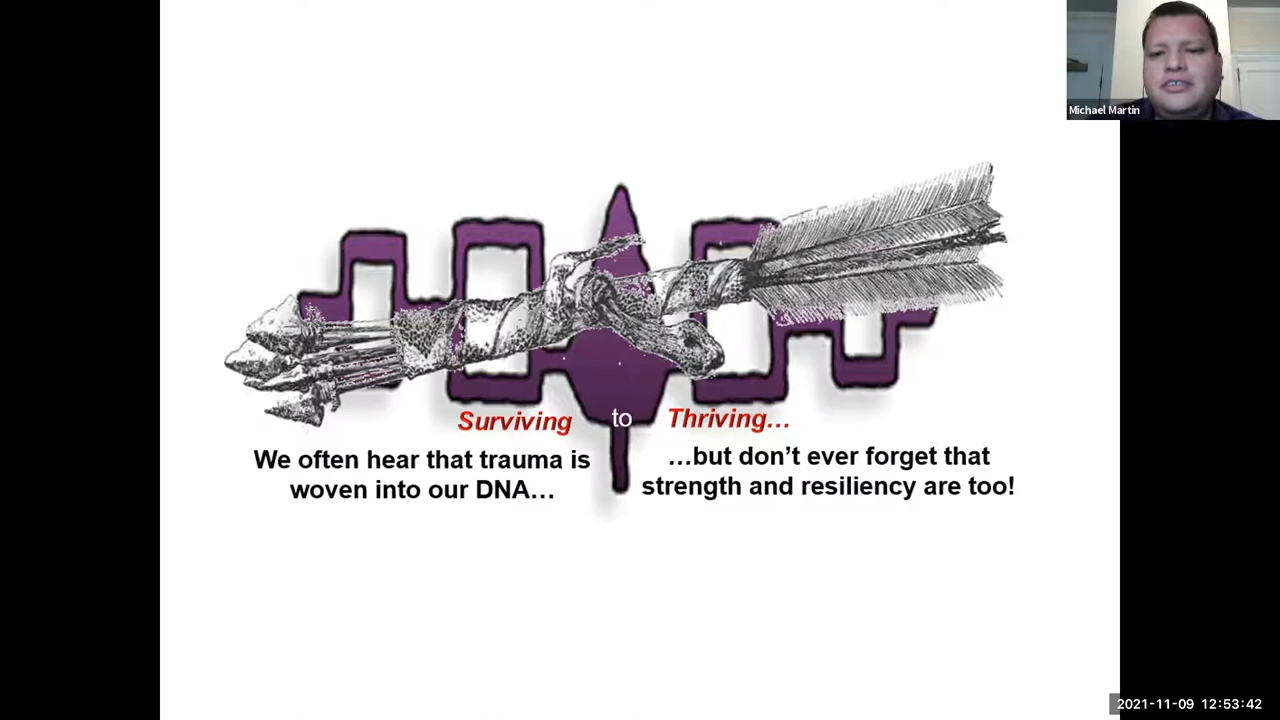 Michael Martin
Surviving to Thriving...
We often hear that trauma is
woven into our DNA...
...but don't ever forget that
strength and resiliency are too!
2021-11-09 12:53:42